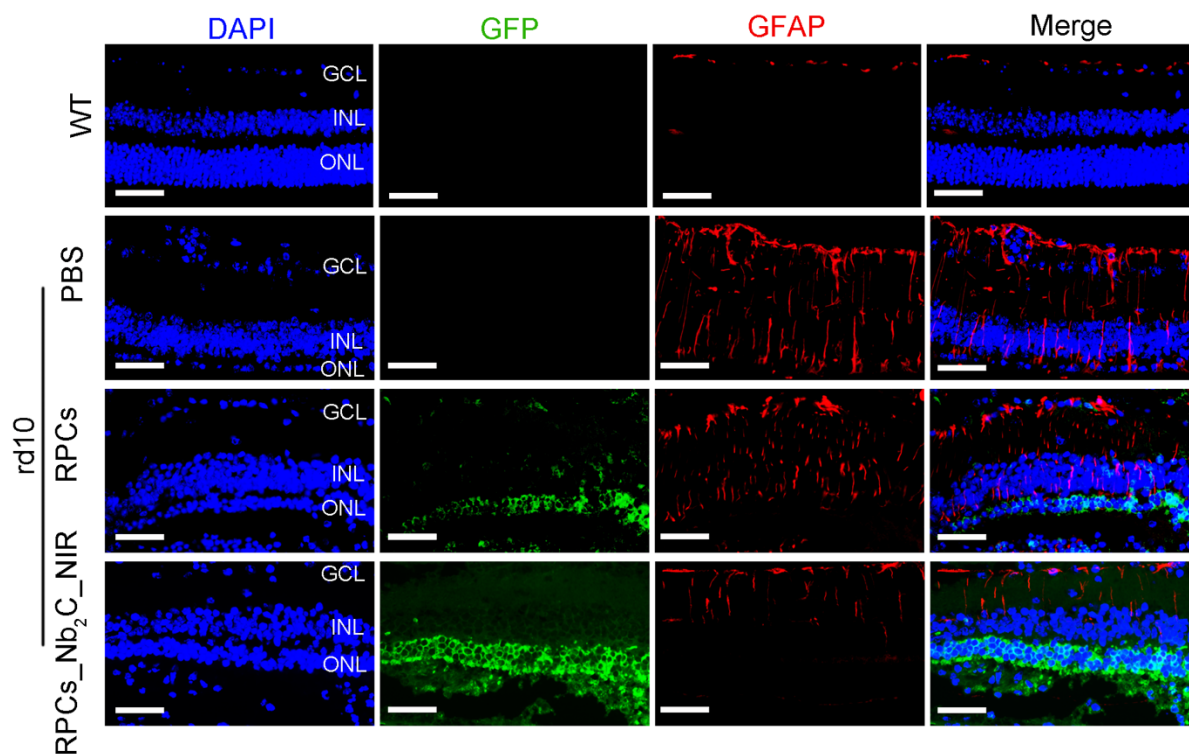 DAPI GFP GFAP Merge
WT
GCL
INL
ONL
rd10
PBS
GCL
INL
ONL
RPCs
GCL
INL
ONL
RPCs_Nb₂C_NIR
GCL
INL
ONL